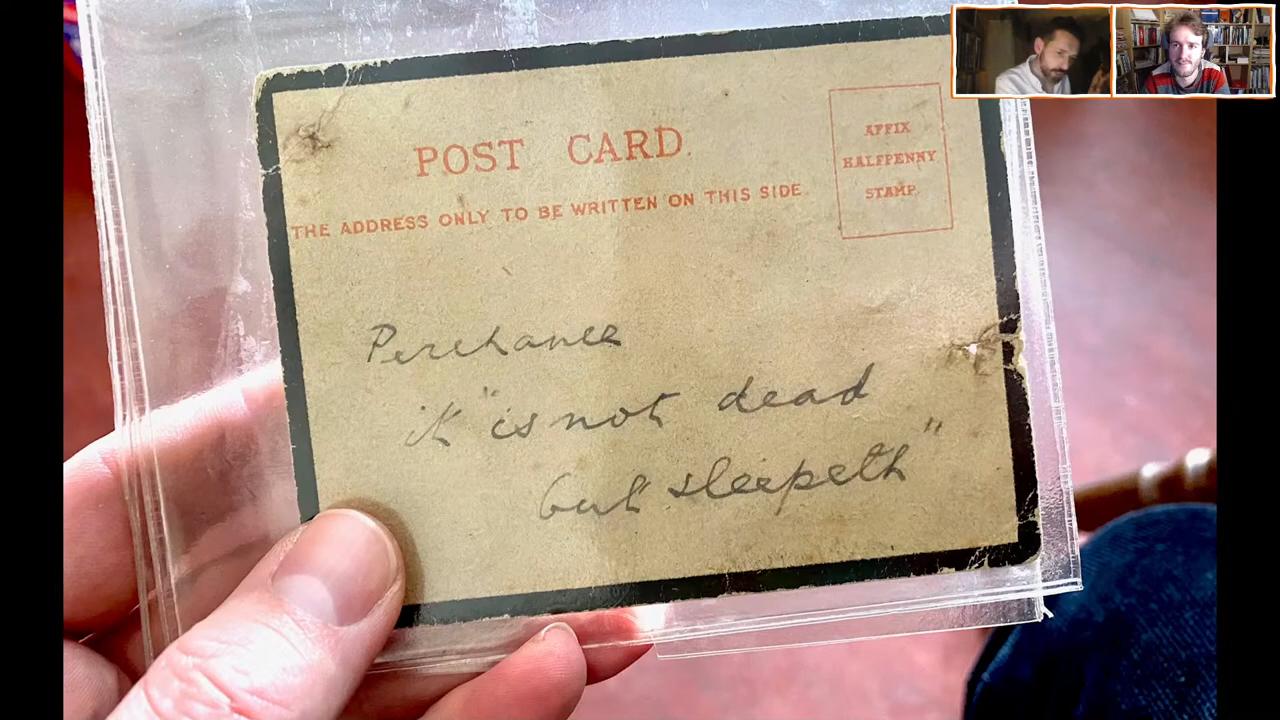 POST CARD
THE ADDRESS ONLY TO BE WRITTEN ON THIS SIDE.
AFFIX
HALFPENNY
STAMP.
Perchance
it "is not dead
but sleepeth"